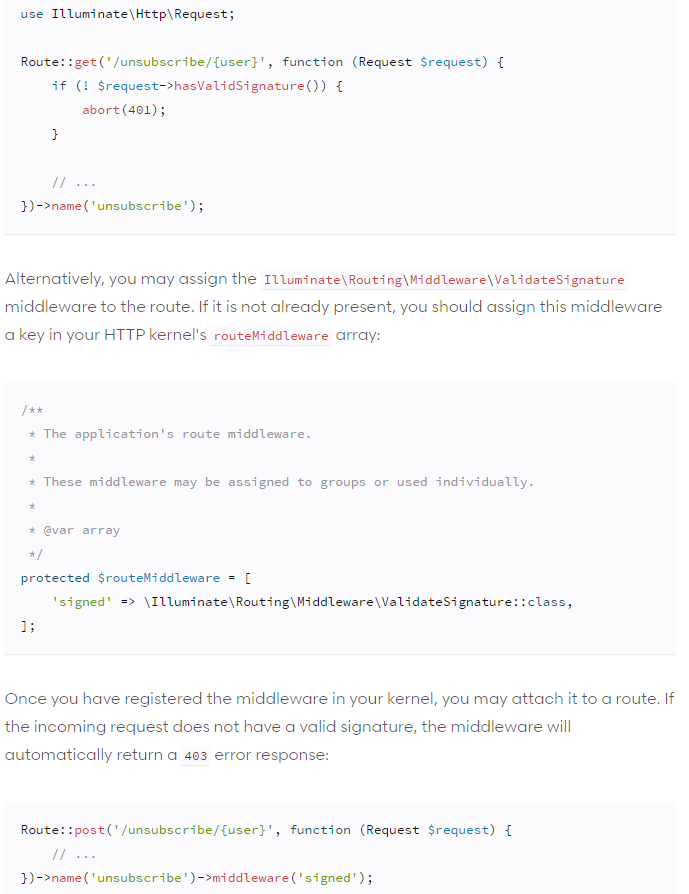 use Illuminate\Http\Request;
Route::get('/unsubscribe/{user}', function (Request $request) {
    if (! $request->hasValidSignature()) {
        abort(401);
    }
    // ...
})->name('unsubscribe');
Alternatively, you may assign the Illuminate\Routing\Middleware\ValidateSignature
middleware to the route. If it is not already present, you should assign this middleware
a key in your HTTP kernel's routeMiddleware array:
/**
 * The application's route middleware.
 *
 * These middleware may be assigned to groups or used individually.
 *
 * @var array
 */
protected $routeMiddleware = [
    'signed' => \Illuminate\Routing\Middleware\ValidateSignature::class,
];
Once you have registered the middleware in your kernel, you may attach it to a route. If
the incoming request does not have a valid signature, the middleware will
automatically return a 403 error response:
Route::post('/unsubscribe/{user}', function (Request $request) {
    // ...
})->name('unsubscribe')->middleware('signed');